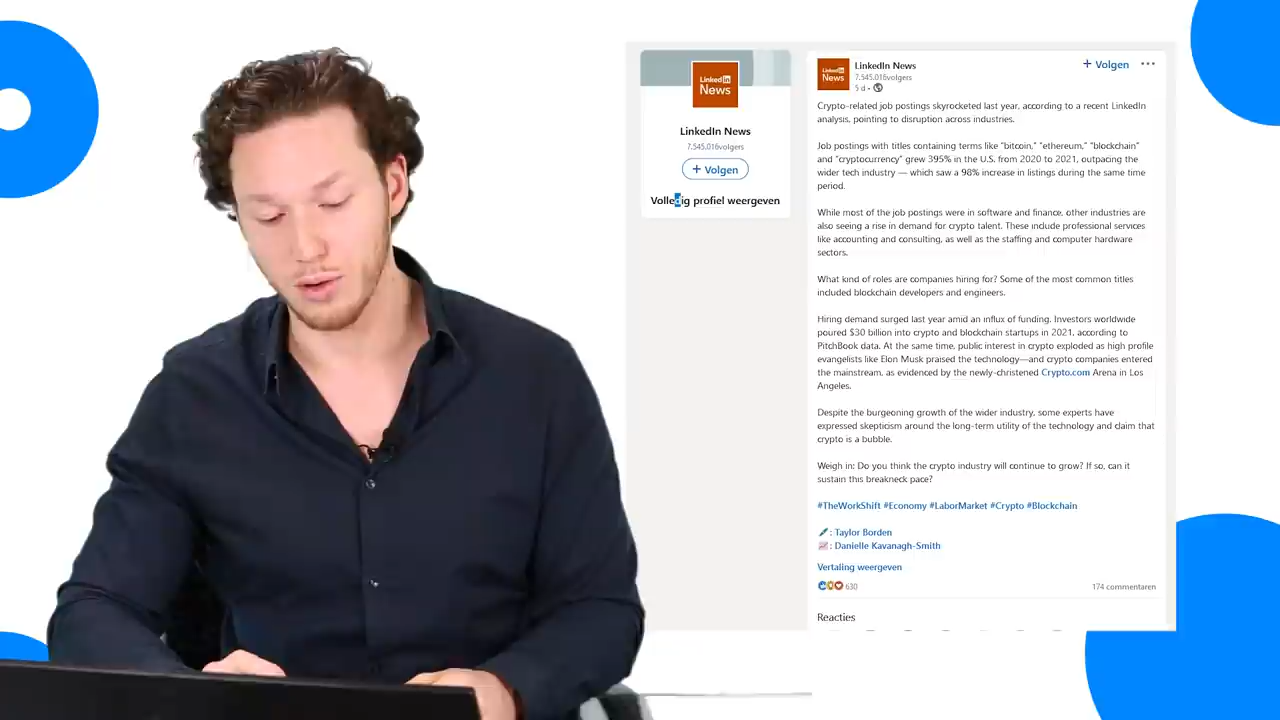 Linked in
News
LinkedIn News
7.545.016volgers
+ Volgen
Volledig profiel weergeven
Linked in
News
LinkedIn News
7.545.016volgers
5 d •
+ Volgen
Crypto-related job postings skyrocketed last year, according to a recent LinkedIn
analysis, pointing to disruption across industries.
Job postings with titles containing terms like "bitcoin," "ethereum," "blockchain"
and "cryptocurrency" grew 395% in the U.S. from 2020 to 2021, outpacing the
wider tech industry — which saw a 98% increase in listings during the same time
period.
While most of the job postings were in software and finance, other industries are
also seeing a rise in demand for crypto talent. These include professional services
like accounting and consulting, as well as the staffing and computer hardware
sectors.
What kind of roles are companies hiring for? Some of the most common titles
included blockchain developers and engineers.
Hiring demand surged last year amid an influx of funding. Investors worldwide
poured $30 billion into crypto and blockchain startups in 2021, according to
PitchBook data. At the same time, public interest in crypto exploded as high profile
evangelists like Elon Musk praised the technology—and crypto companies entered
the mainstream, as evidenced by the newly-christened Crypto.com Arena in Los
Angeles.
Despite the burgeoning growth of the wider industry, some experts have
expressed skepticism around the long-term utility of the technology and claim that
crypto is a bubble.
Weigh in: Do you think the crypto industry will continue to grow? If so, can it
sustain this breakneck pace?
#TheWorkShift #Economy #LaborMarket #Crypto #Blockchain
: Taylor Borden
: Danielle Kavanagh-Smith
Vertaling weergeven
630
174 commentaren
Reacties